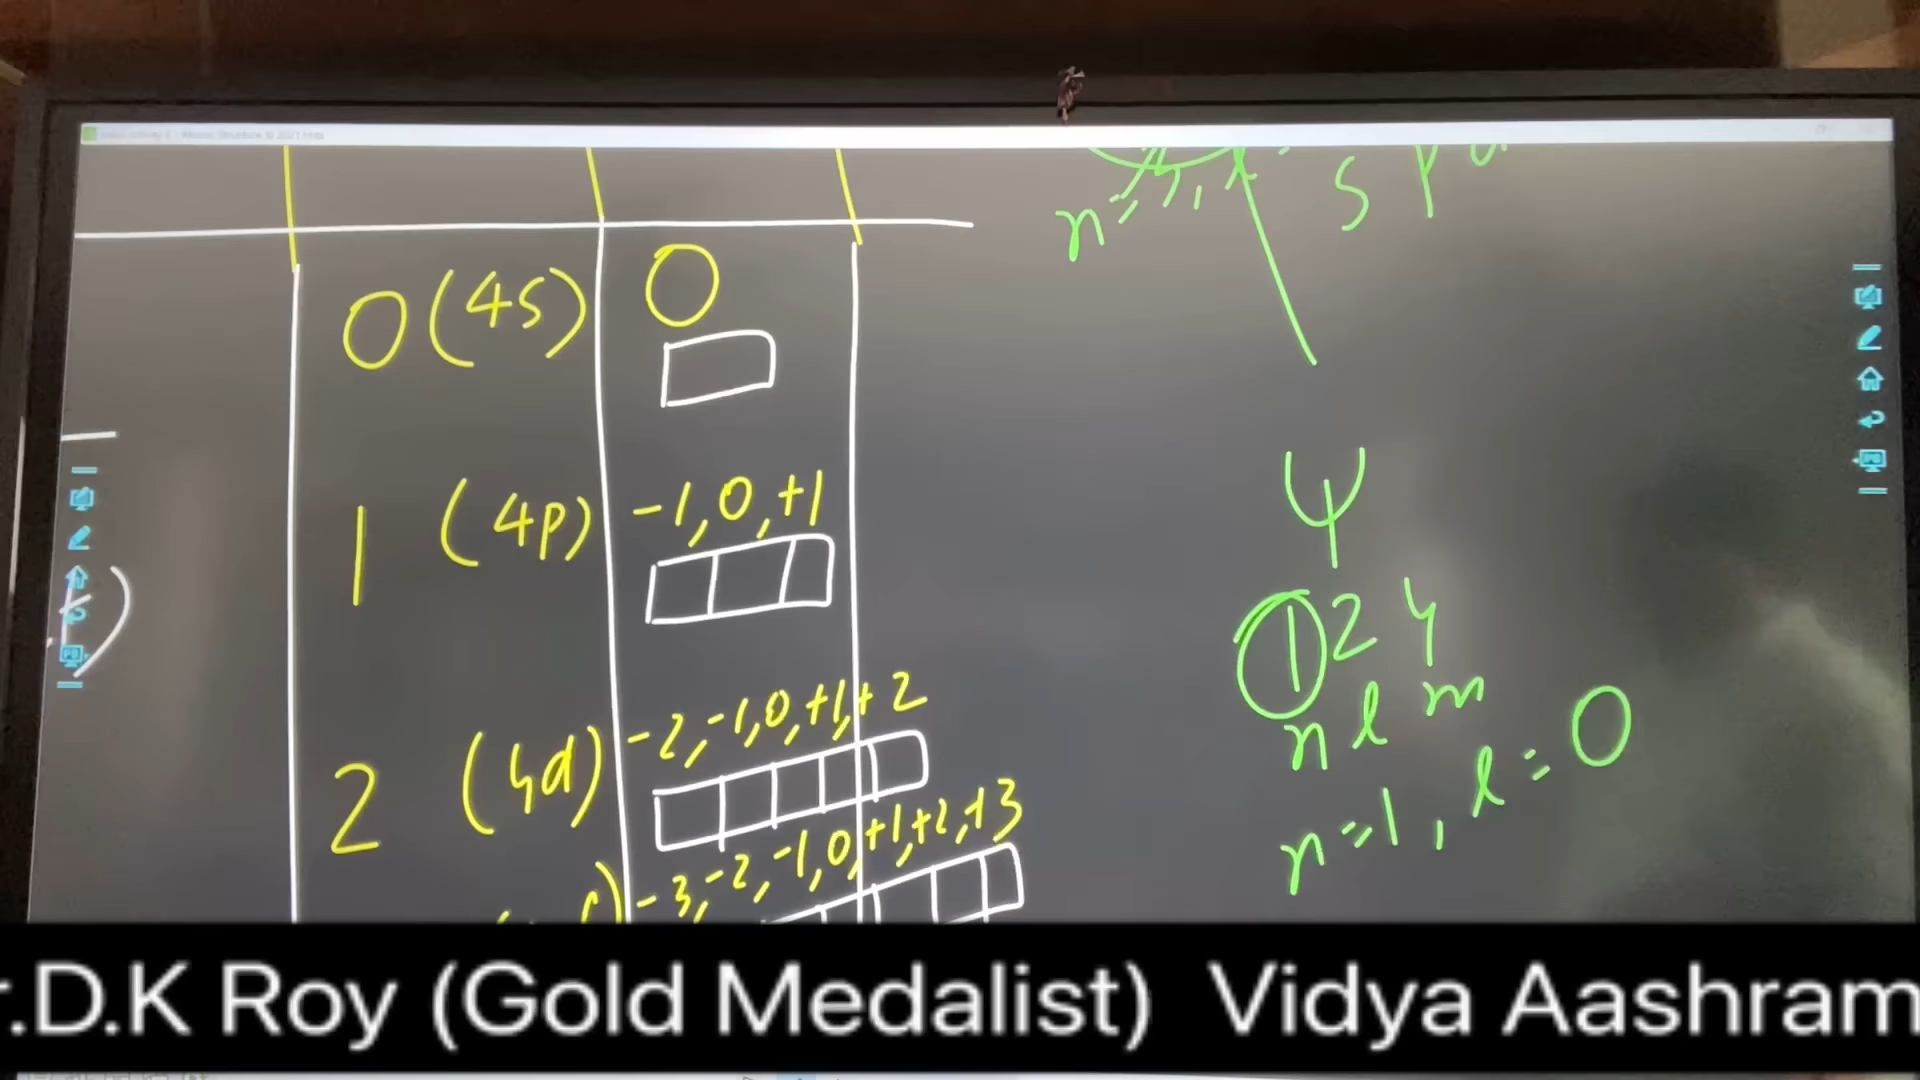 0 (4s) 0
1 (4p) -1, 0, +1
2 (4d) -2, -1, 0, +1, +2
-3, -2, -1, 0, +1, +2, +3
s p
ψ
1 2 4
n l m
n=1, l=0
r.D.K Roy (Gold Medalist) Vidya Aashram